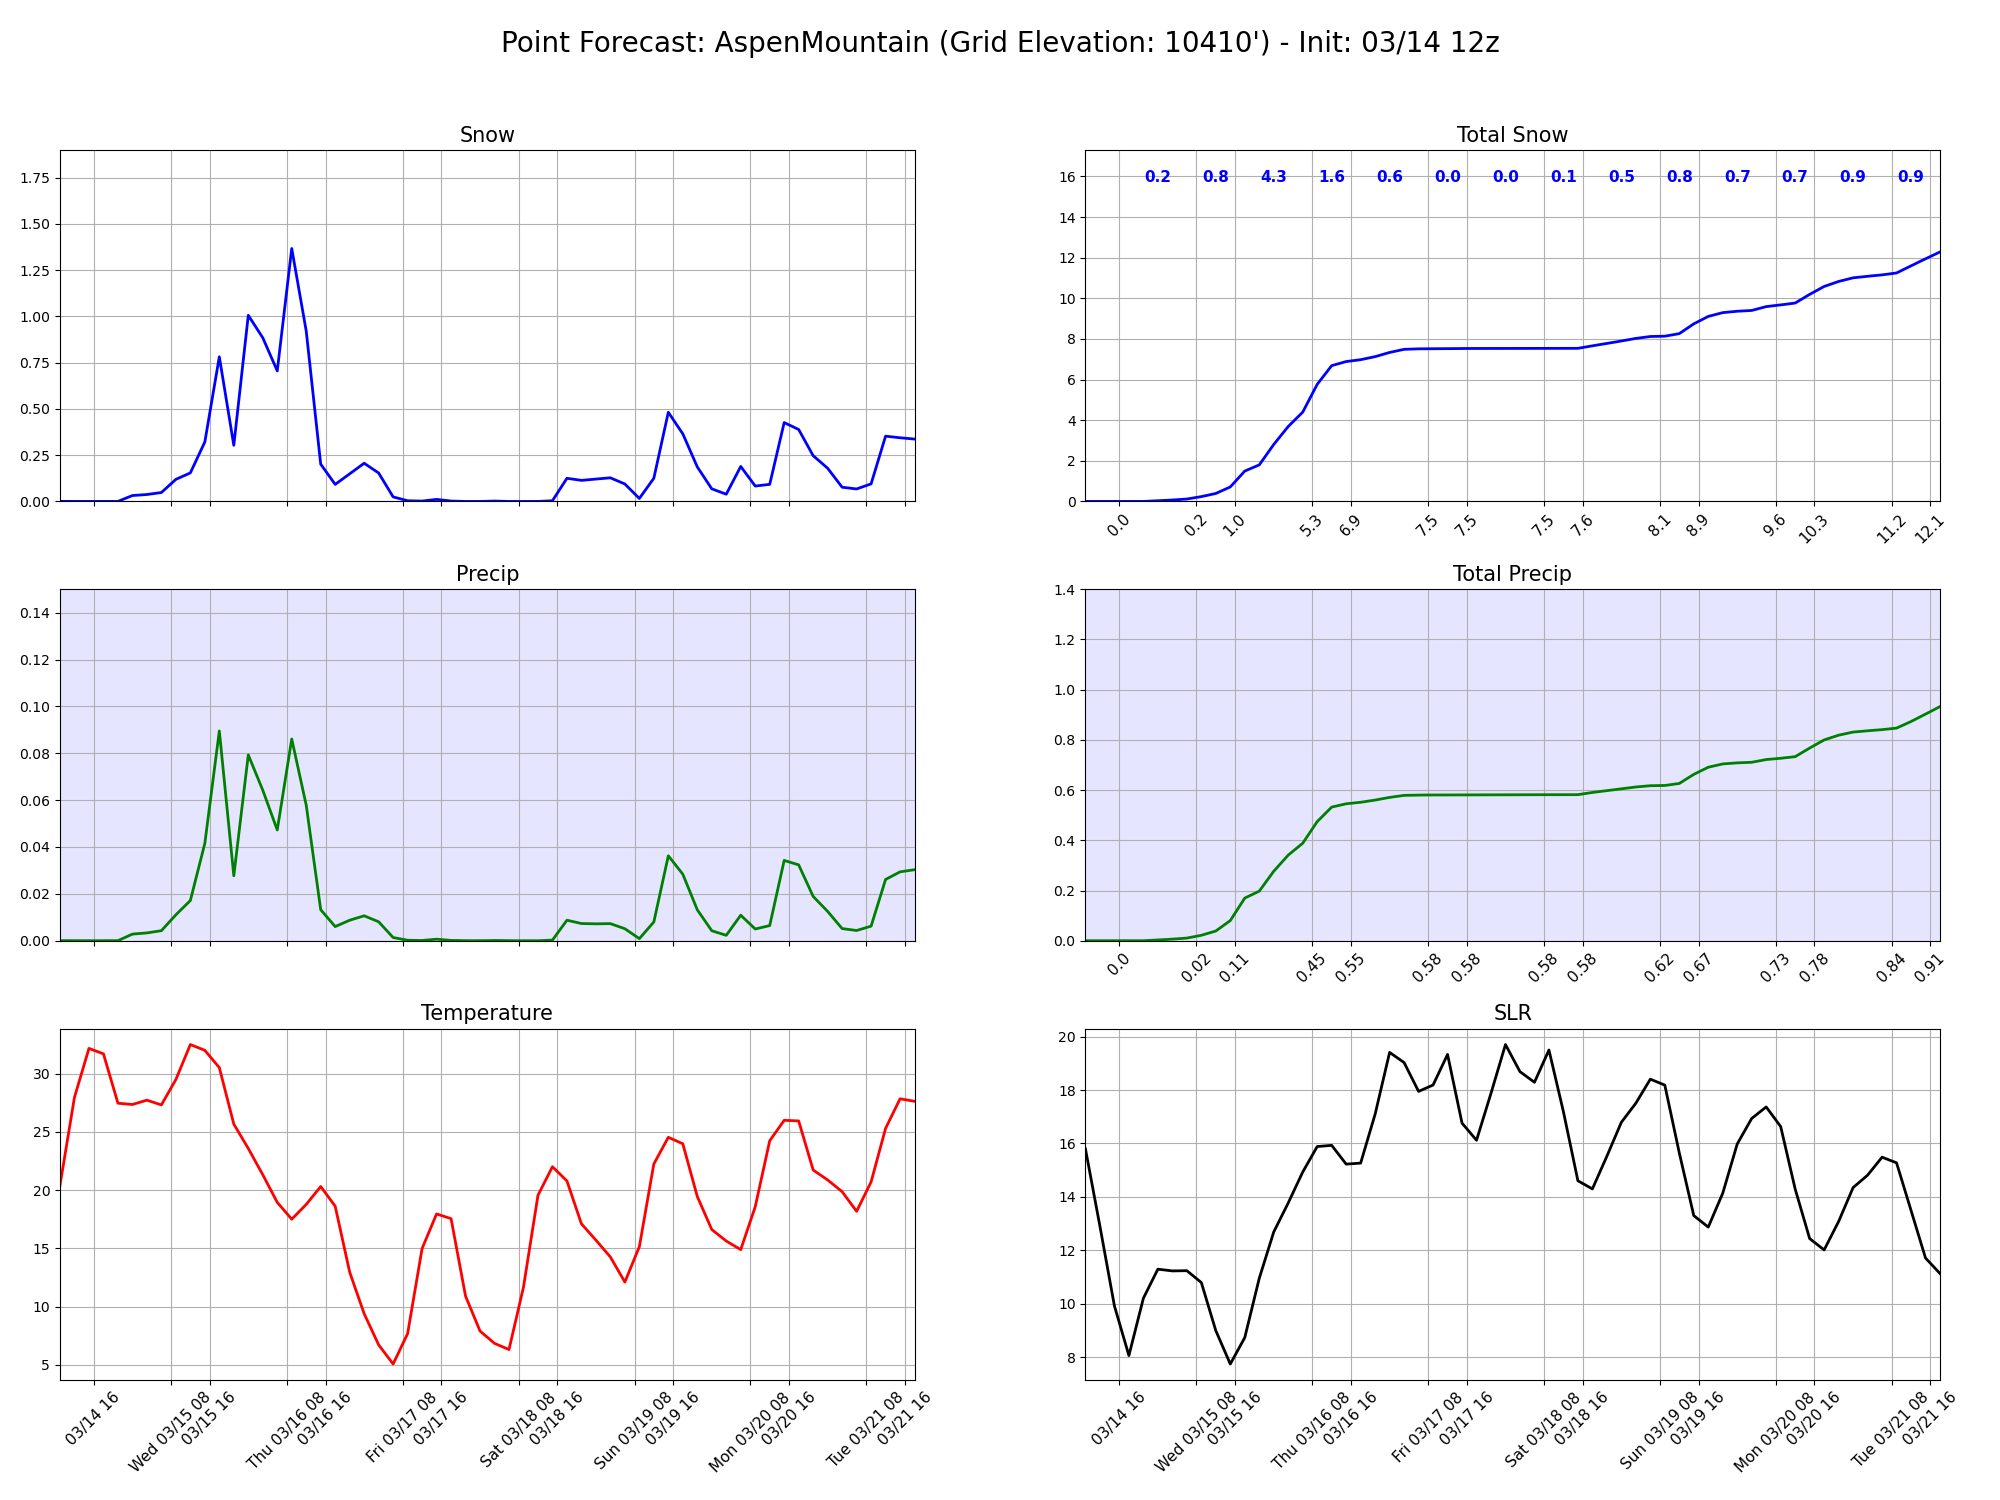 Point Forecast: AspenMountain (Grid Elevation: 10410') - Init: 03/14 12z
Snow
1.75
1.50
1.25
1.00
0.75
0.50
0.25
0.00
Total Snow
0.2 0.8 4.3 1.6 0.6 0.0 0.0 0.1 0.5 0.8 0.7 0.7 0.9 0.9
16
14
12
10
8
6
4
2
0
0.0 0.2 1.0 5.3 6.9 7.5 7.5 7.5 7.6 8.1 8.9 9.6 10.3 11.2 12.1
Precip
0.14
0.12
0.10
0.08
0.06
0.04
0.02
0.00
Total Precip
1.4
1.2
1.0
0.8
0.6
0.4
0.2
0.0
0.0 0.02 0.11 0.45 0.55 0.58 0.58 0.58 0.58 0.62 0.67 0.73 0.78 0.84 0.91
Temperature
30
25
20
15
10
5
03/14 16
Wed 03/15 08
03/15 16
Thu 03/16 08
03/16 16
Fri 03/17 08
03/17 16
Sat 03/18 08
03/18 16
Sun 03/19 08
03/19 16
Mon 03/20 08
03/20 16
Tue 03/21 08
03/21 16
SLR
20
18
16
14
12
10
8
03/14 16
Wed 03/15 08
03/15 16
Thu 03/16 08
03/16 16
Fri 03/17 08
03/17 16
Sat 03/18 08
03/18 16
Sun 03/19 08
03/19 16
Mon 03/20 08
03/20 16
Tue 03/21 08
03/21 16